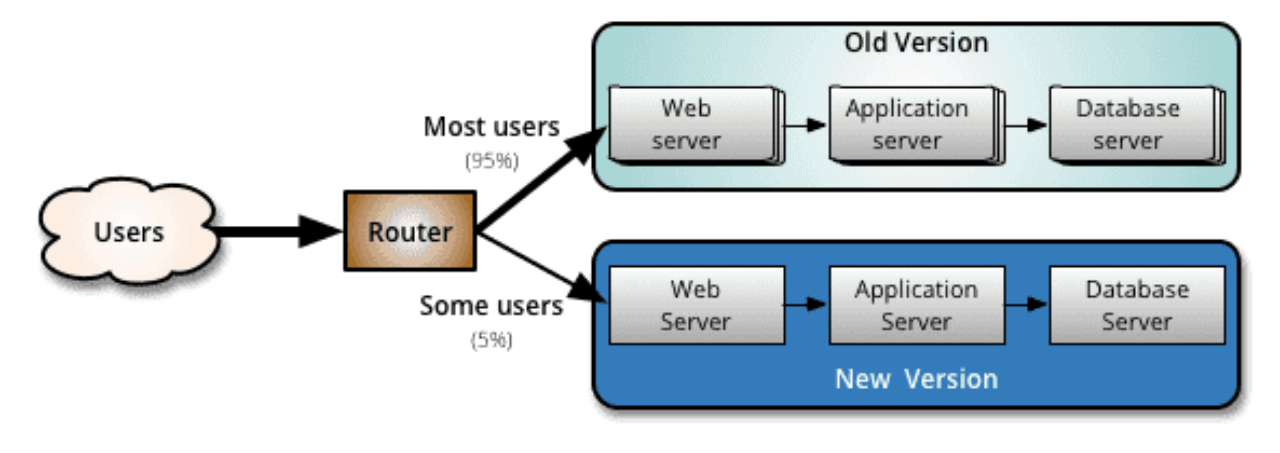 Old Version
Web
server
Application
server
Database
server
Most users
(95%)
Users
Router
Some users
(5%)
Web
Server
Application
Server
Database
Server
New Version